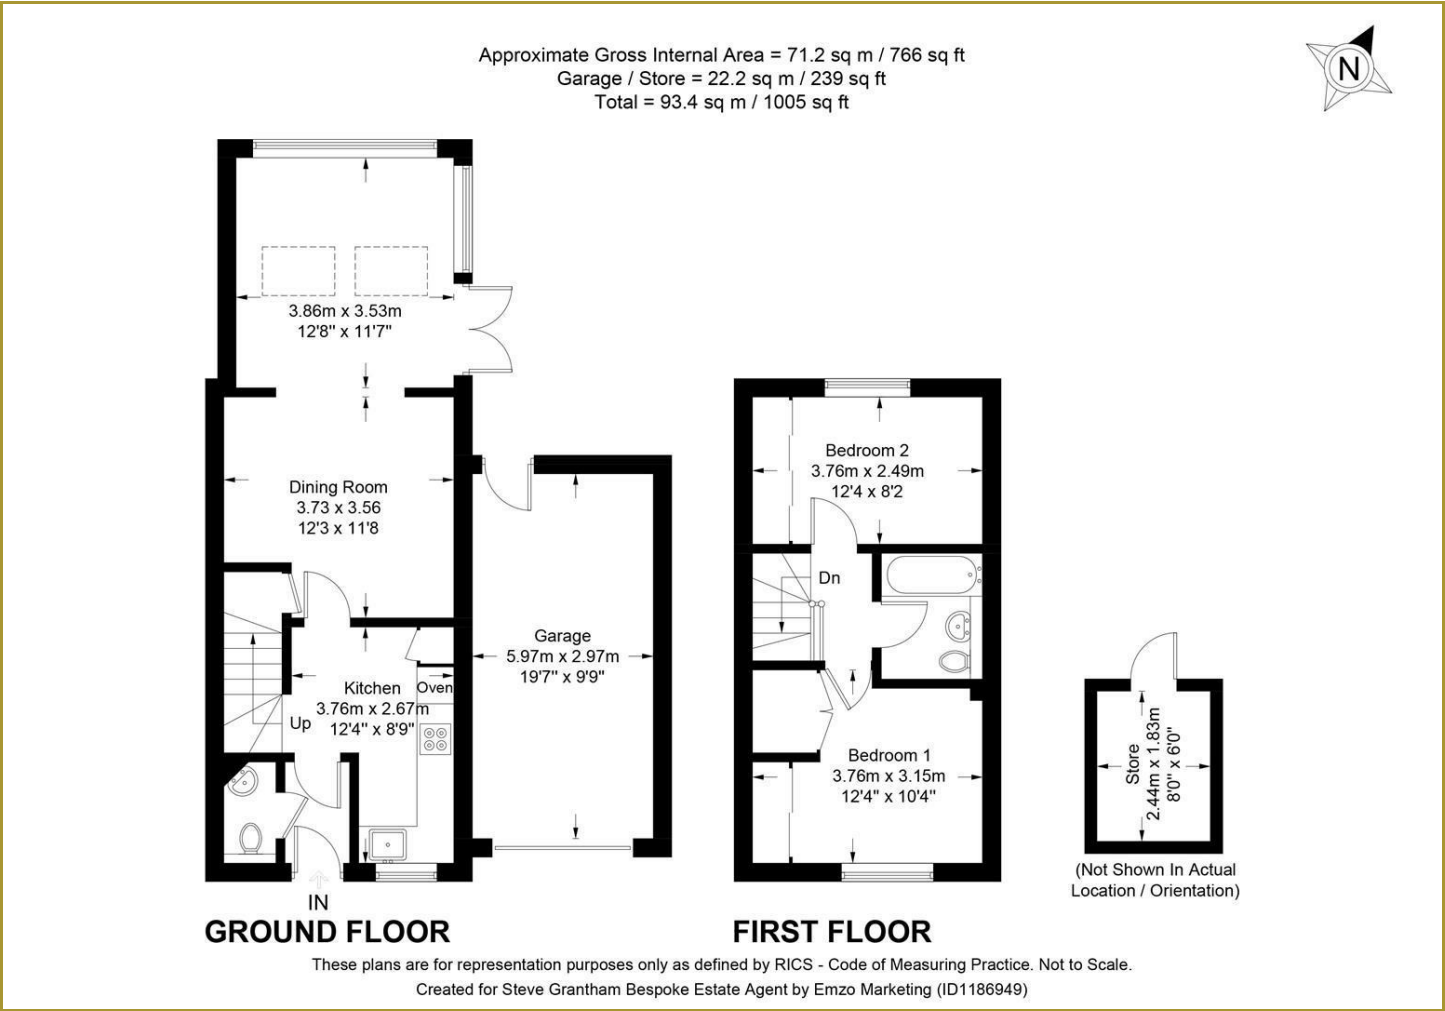 Approximate Gross Internal Area = 71.2 sq m / 766 sq ft
Garage / Store = 22.2 sq m / 239 sq ft
Total = 93.4 sq m / 1005 sq ft
N
3.86m x 3.53m
12'8" x 11'7"
Dining Room
3.73 x 3.56
12'3 x 11'8
Garage
5.97m x 2.97m
19'7" x 9'9"
Kitchen
3.76m x 2.67m
12'4" x 8'9"
Oven
Up
IN
GROUND FLOOR
Bedroom 2
3.76m x 2.49m
12'4 x 8'2
Dn
Bedroom 1
3.76m x 3.15m
12'4" x 10'4"
FIRST FLOOR
Store
2.44m x 1.83m
8'0" x 6'0"
(Not Shown In Actual
Location / Orientation)
These plans are for representation purposes only as defined by RICS - Code of Measuring Practice. Not to Scale.
Created for Steve Grantham Bespoke Estate Agent by Emzo Marketing (ID1186949)